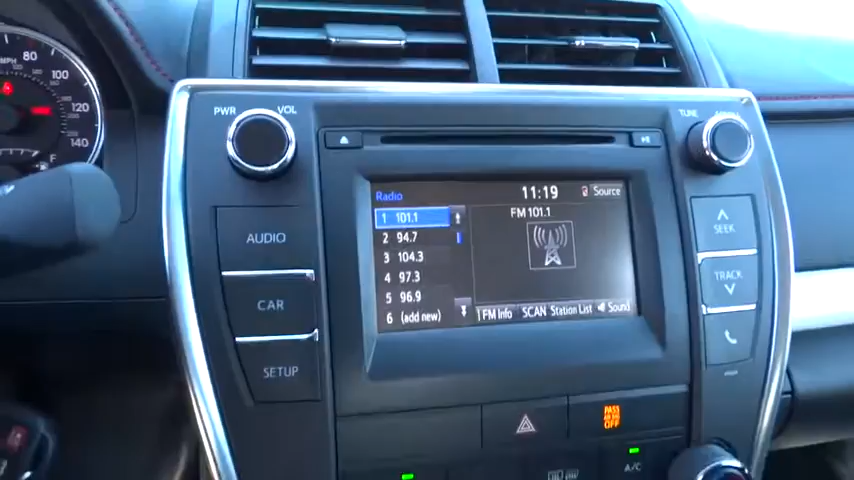 80
100
120
140
PWR
VOL
TUNE
AUDIO
CAR
SETUP
Radio
11:19
Source
FM 101.1
1 101.1
2 94.7
3 104.3
4 97.3
5 96.9
6 (add new)
FM Info
SCAN
Station List
Sound
SEEK
TRACK
PASS
AIR BAG
OFF
A/C